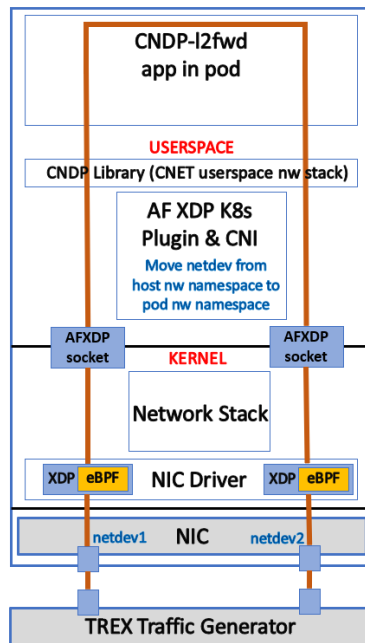 CNDP-l2fwd
app in pod
USERSPACE
CNDP Library (CNET userspace nw stack)
AF XDP K8s
Plugin & CNI
Move netdev from
host nw namespace to
pod nw namespace
AFXDP
socket
AFXDP
socket
KERNEL
Network Stack
XDP eBPF
NIC Driver
XDP eBPF
netdev1
NIC
netdev2
TREX Traffic Generator